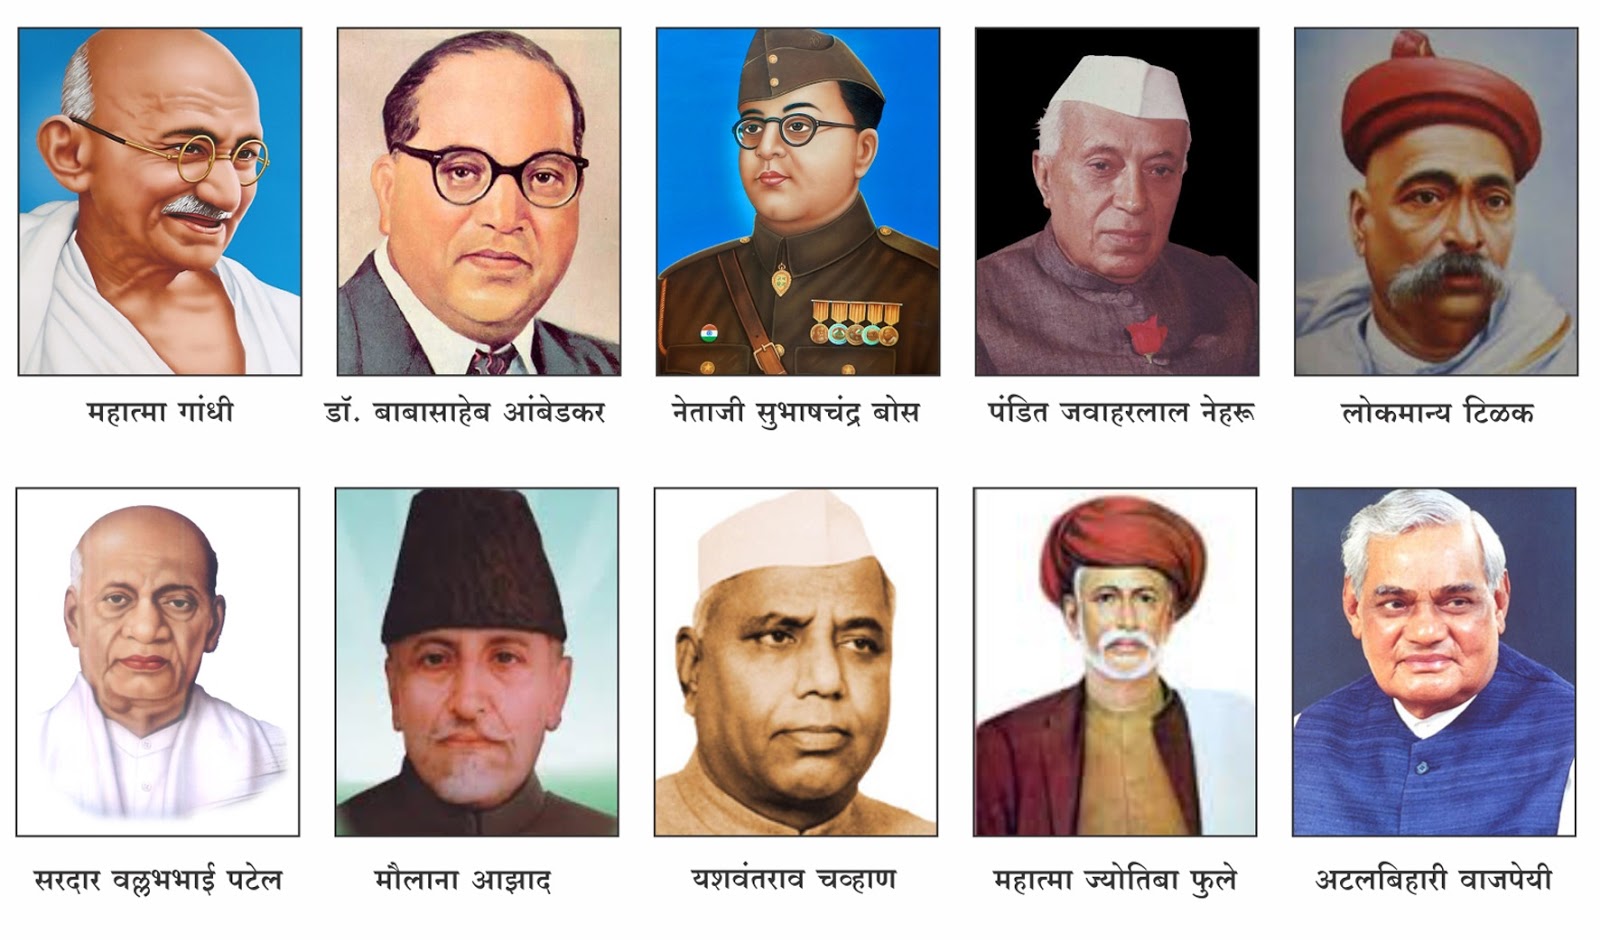 महात्मा गांधी
डॉ. बाबासाहेब आंबेडकर
नेताजी सुभाषचंद्र बोस
पंडित जवाहरलाल नेहरू
लोकमान्य टिळक
सरदार वल्लभभाई पटेल
मौलाना आझाद
यशवंतराव चव्हाण
महात्मा ज्योतिबा फुले
अटलबिहारी वाजपेयी